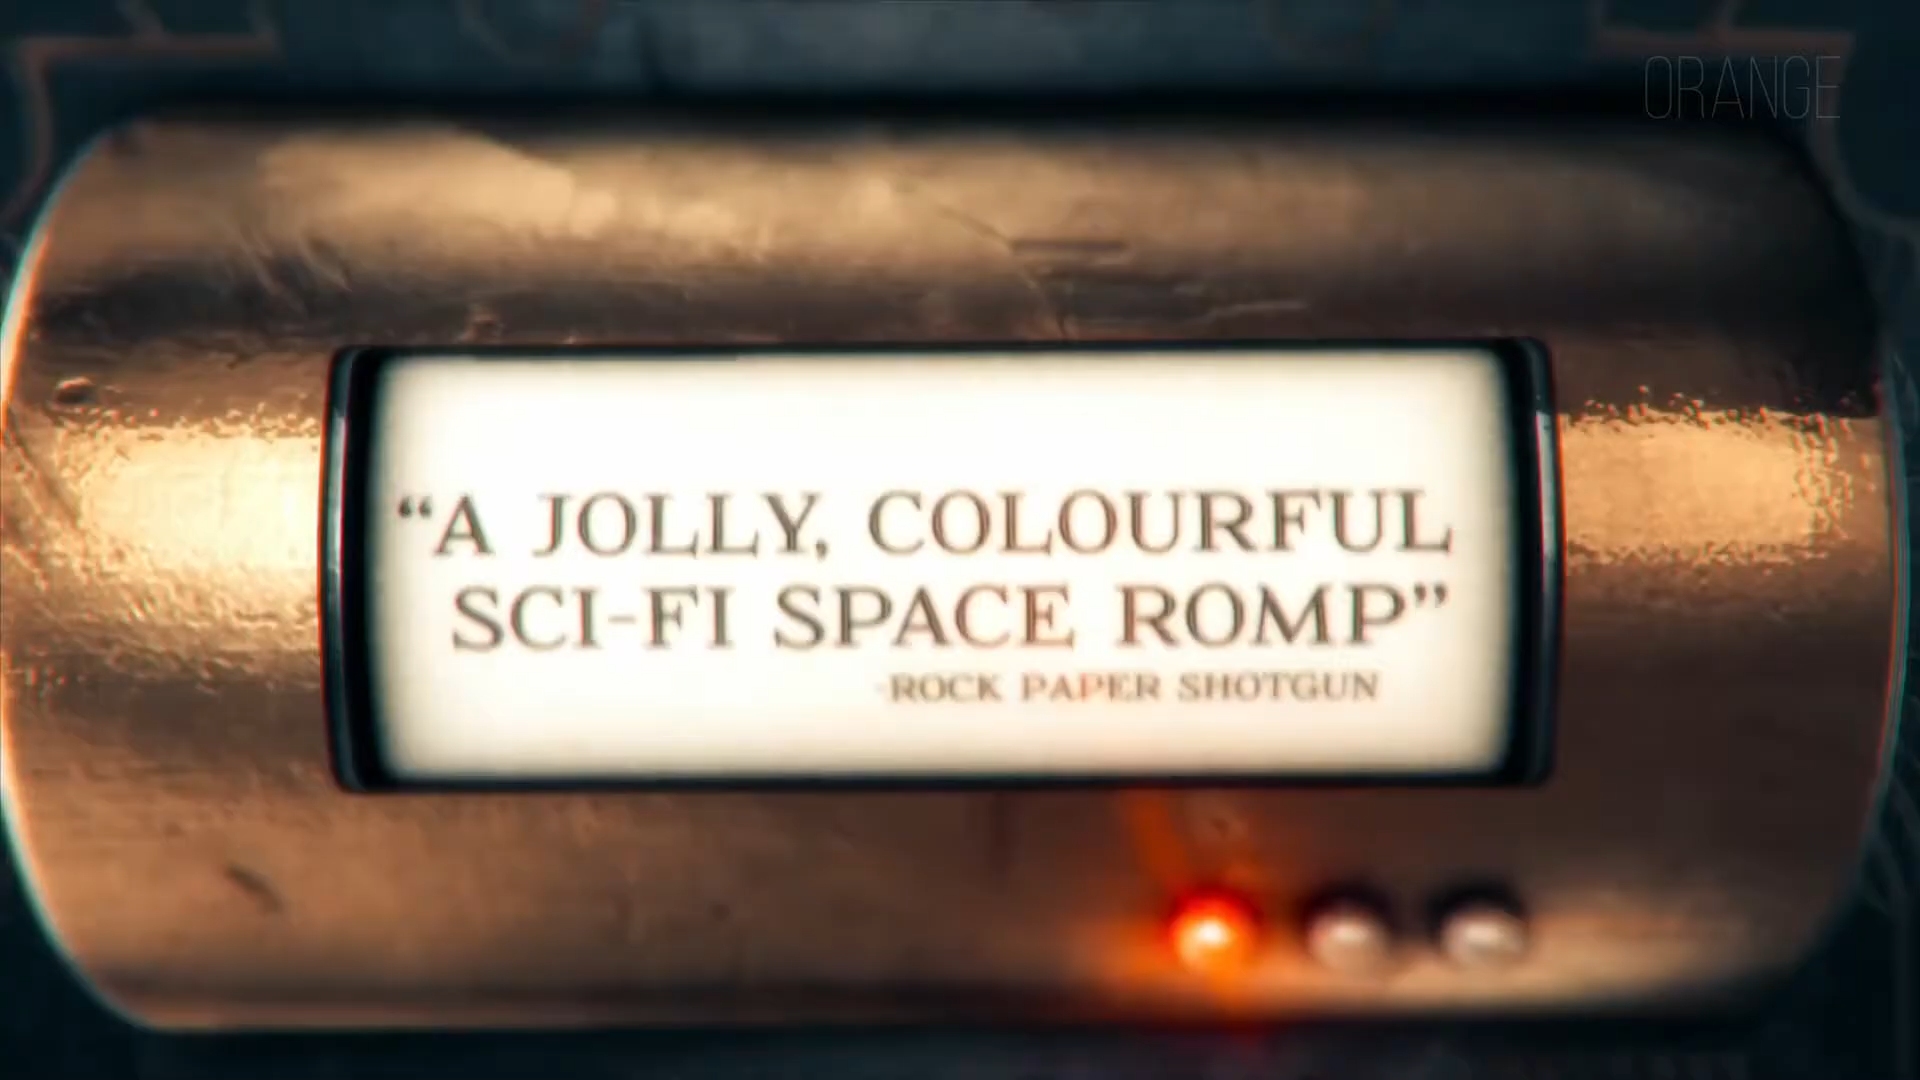 ORANGE
“A JOLLY, COLOURFUL
SCI-FI SPACE ROMP”
-ROCK PAPER SHOTGUN